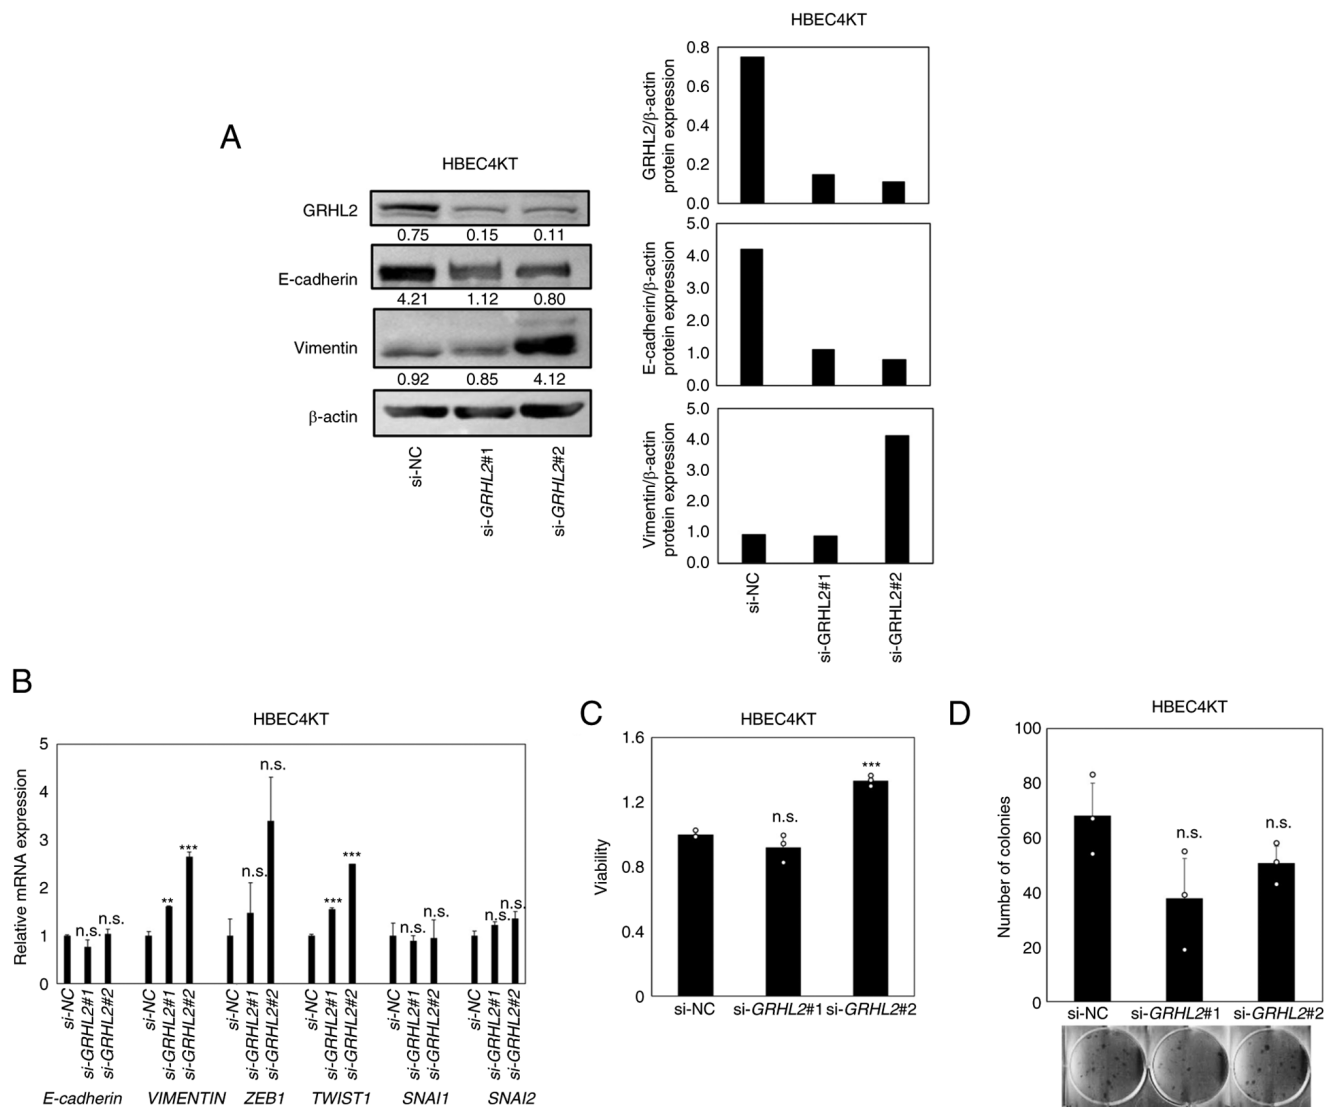 A
HBEC4KT
GRHL2
0.75 0.15 0.11
E-cadherin
4.21 1.12 0.80
Vimentin
0.92 0.85 4.12
β-actin
si-NC
si-GRHL2#1
si-GRHL2#2
HBEC4KT
GRHL2/β-actin
protein expression
0.8
0.6
0.4
0.2
0.0
E-cadherin/β-actin
protein expression
5.0
4.0
3.0
2.0
1.0
0.0
Vimentin/β-actin
protein expression
5.0
4.0
3.0
2.0
1.0
0.0
si-NC
si-GRHL2#1
si-GRHL2#2
B
HBEC4KT
Relative mRNA expression
5
4
3
2
1
0
n.s.
n.s.
**
***
n.s.
n.s.
***
***
n.s.
n.s.
n.s.
n.s.
si-NC
si-GRHL2#1
si-GRHL2#2
si-NC
si-GRHL2#1
si-GRHL2#2
si-NC
si-GRHL2#1
si-GRHL2#2
si-NC
si-GRHL2#1
si-GRHL2#2
si-NC
si-GRHL2#1
si-GRHL2#2
si-NC
si-GRHL2#1
si-GRHL2#2
E-cadherin VIMENTIN ZEB1 TWIST1 SNAI1 SNAI2
C
HBEC4KT
Viability
1.6
1.2
0.8
0.4
0
n.s.
***
si-NC si-GRHL2#1 si-GRHL2#2
D
HBEC4KT
Number of colonies
100
80
60
40
20
0
n.s.
n.s.
si-NC si-GRHL2#1 si-GRHL2#2